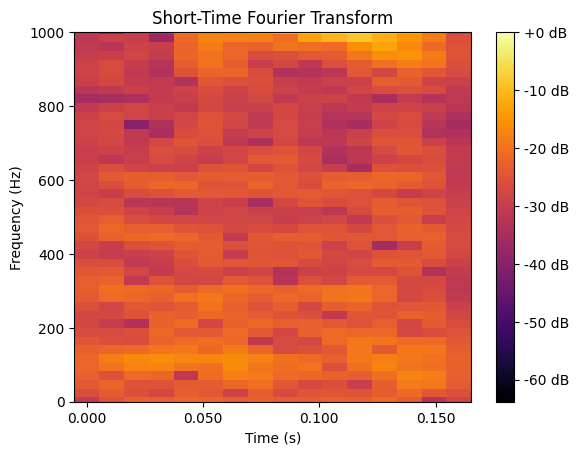 Short-Time Fourier Transform
1000
800
600
400
200
0
Frequency (Hz)
0.000
0.050
0.100
0.150
Time (s)
+0 dB
-10 dB
-20 dB
-30 dB
-40 dB
-50 dB
-60 dB